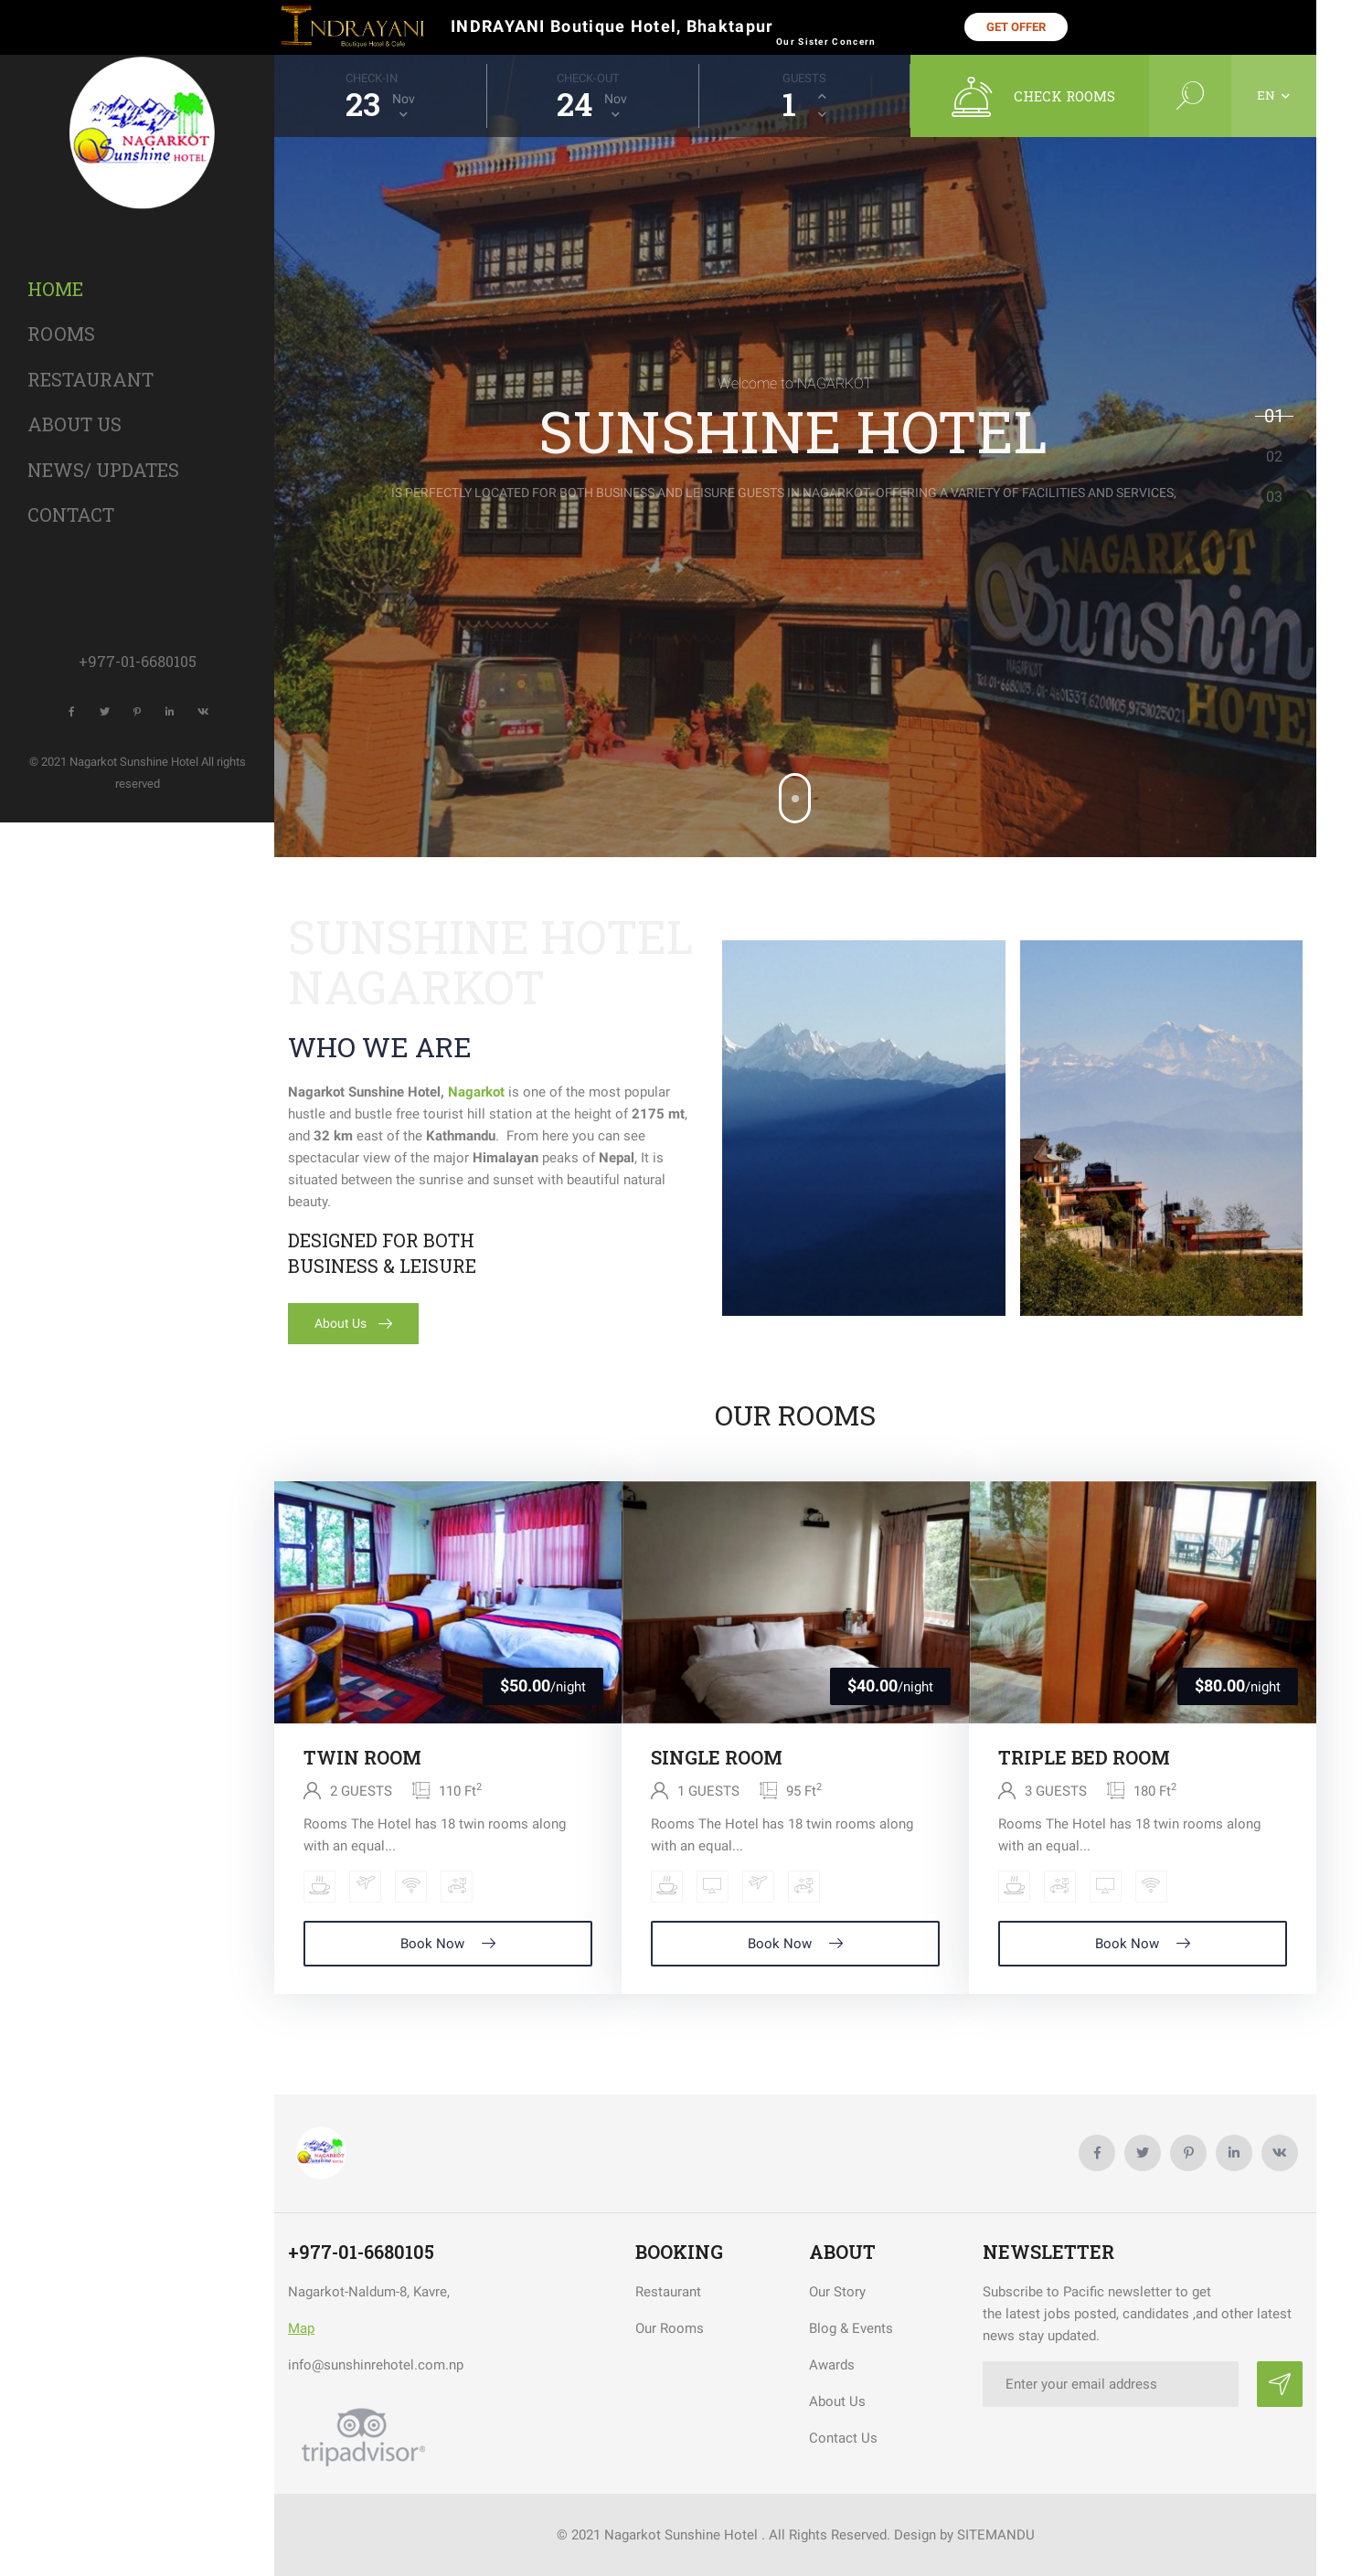 INDRAYANI
Boutique Hotel & Cafe
INDRAYANI Boutique Hotel, Bhaktapur
Our Sister Concern
GET OFFER
NAGARKOT
Sunshine HOTEL
HOME
ROOMS
RESTAURANT
ABOUT US
NEWS/ UPDATES
CONTACT
+977-01-6680105
© 2021 Nagarkot Sunshine Hotel All rights
reserved
CHECK-IN
23 Nov
CHECK-OUT
24 Nov
GUESTS
1
CHECK ROOMS
EN
Welcome to NAGARKOT
SUNSHINE HOTEL
IS PERFECTLY LOCATED FOR BOTH BUSINESS AND LEISURE GUESTS IN NAGARKOT. OFFERING A VARIETY OF FACILITIES AND SERVICES,
01
02
03
NAGARKOT
Sunshine
HOTEL
NAGARKOT
SUNSHINE HOTEL
NAGARKOT
WHO WE ARE
Nagarkot Sunshine Hotel, Nagarkot is one of the most popular
hustle and bustle free tourist hill station at the height of 2175 mt,
and 32 km east of the Kathmandu. From here you can see
spectacular view of the major Himalayan peaks of Nepal, It is
situated between the sunrise and sunset with beautiful natural
beauty.
DESIGNED FOR BOTH
BUSINESS & LEISURE
About Us
OUR ROOMS
$50.00/night
TWIN ROOM
2 GUESTS 110 Ft2
Rooms The Hotel has 18 twin rooms along
with an equal...
Book Now
$40.00/night
SINGLE ROOM
1 GUESTS 95 Ft2
Rooms The Hotel has 18 twin rooms along
with an equal...
Book Now
$80.00/night
TRIPLE BED ROOM
3 GUESTS 180 Ft2
Rooms The Hotel has 18 twin rooms along
with an equal...
Book Now
NAGARKOT
Sunshine HOTEL
+977-01-6680105
Nagarkot-Naldum-8, Kavre,
Map
info@sunshinrehotel.com.np
tripadvisor®
BOOKING
Restaurant
Our Rooms
ABOUT
Our Story
Blog & Events
Awards
About Us
Contact Us
NEWSLETTER
Subscribe to Pacific newsletter to get
the latest jobs posted, candidates ,and other latest
news stay updated.
Enter your email address
© 2021 Nagarkot Sunshine Hotel . All Rights Reserved. Design by SITEMANDU